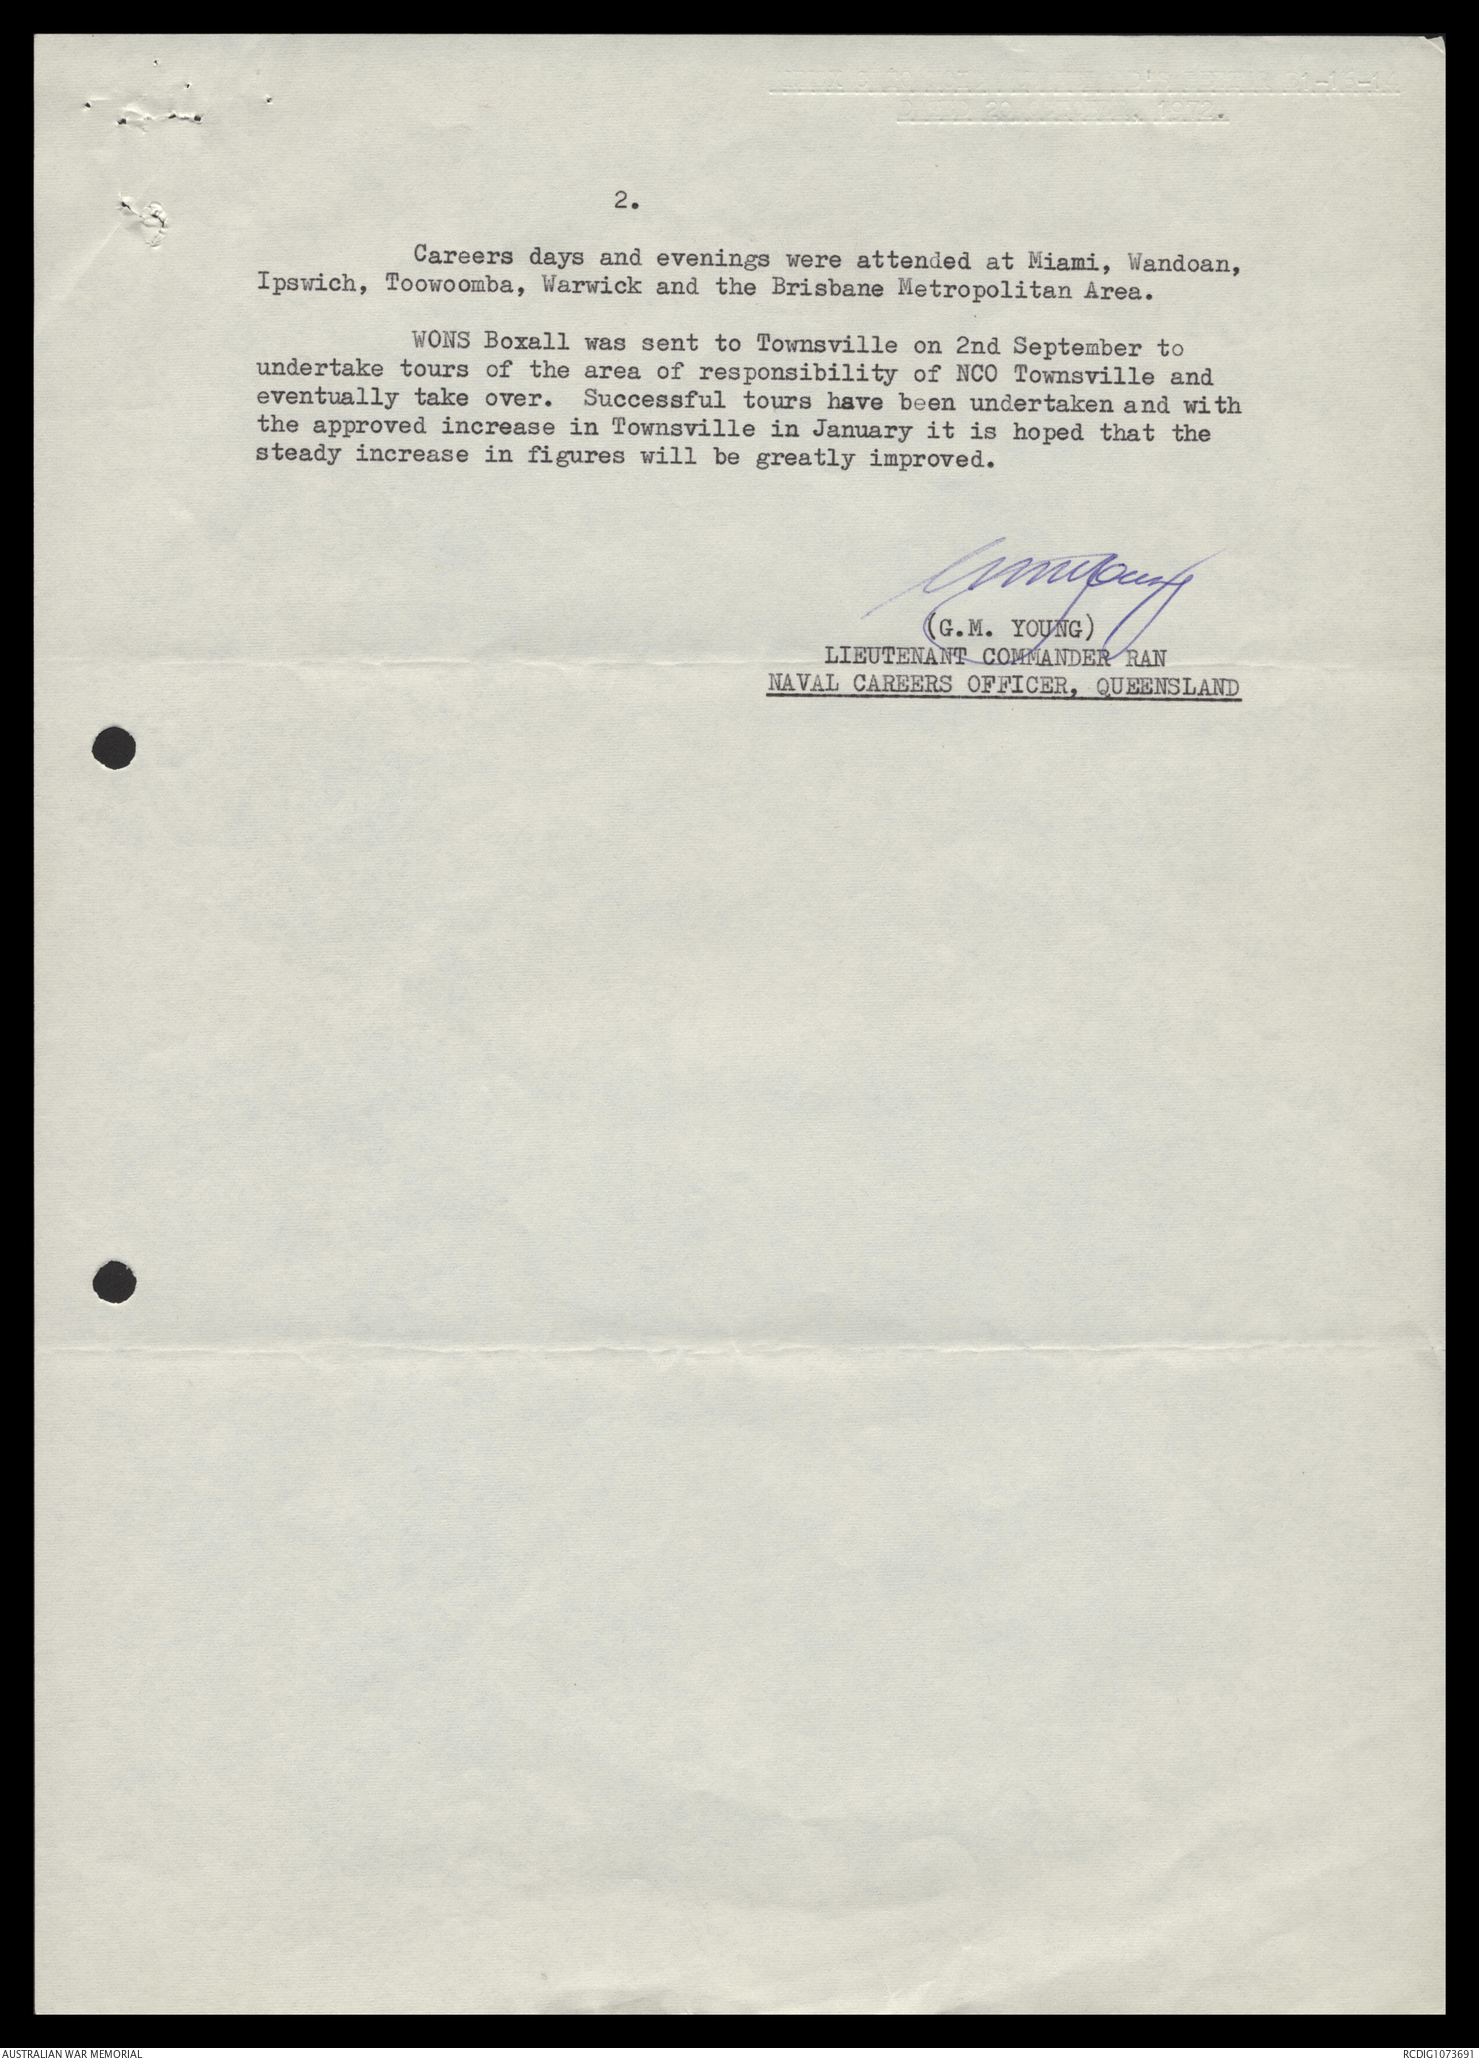 2.
Careers days and evenings were attended at Miami, Wandoan,
Ipswich, Toowoomba, Warwick and the Brisbane Metropolitan Area.
WONS Boxall was sent to Townsville on 2nd September to
undertake tours of the area of responsibility of NCO Townsville and
eventually take over. Successful tours have been undertaken and with
the approved increase in Townsville in January it is hoped that the
steady increase in figures will be greatly improved.
(G.M. YOUNG)
LIEUTENANT COMMANDER RAN
NAVAL CAREERS OFFICER, QUEENSLAND
AUSTRALIAN WAR MEMORIAL
RCDIG1073691